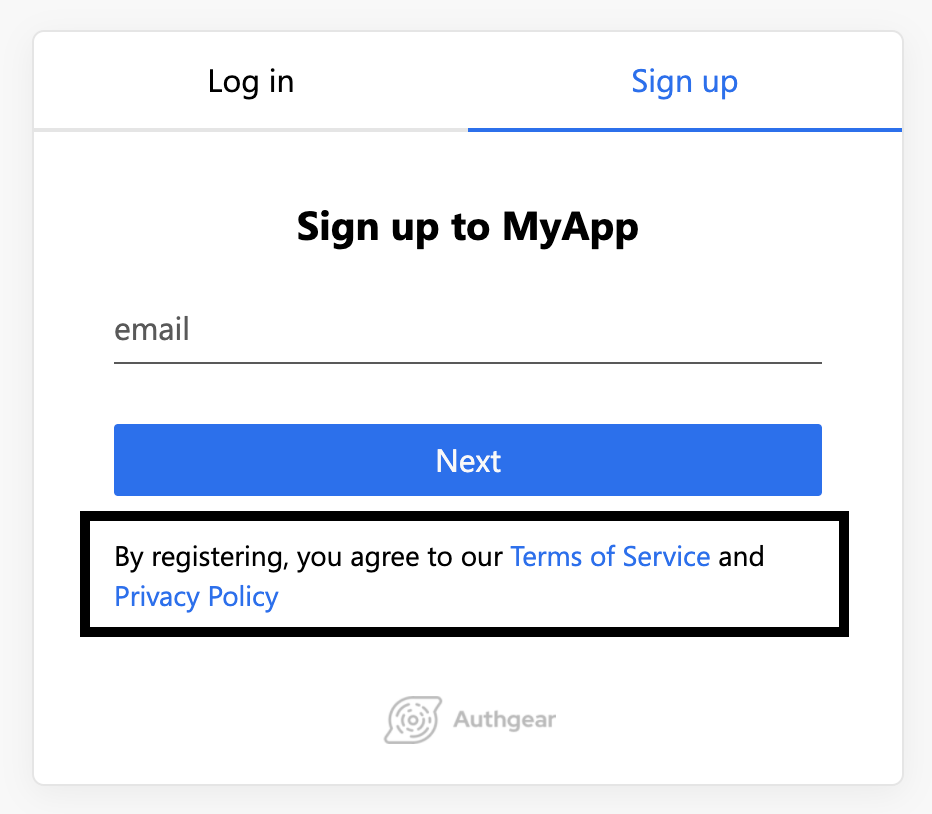 Log in
Sign up
Sign up to MyApp
email
Next
By registering, you agree to our Terms of Service and
Privacy Policy
Authgear